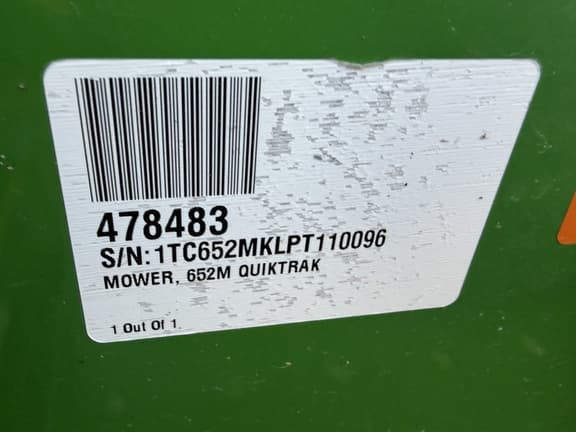 478483
S/N: 1TC652MKLPT110096
MOWER, 652M QUIKTRAK
1 Out Of 1